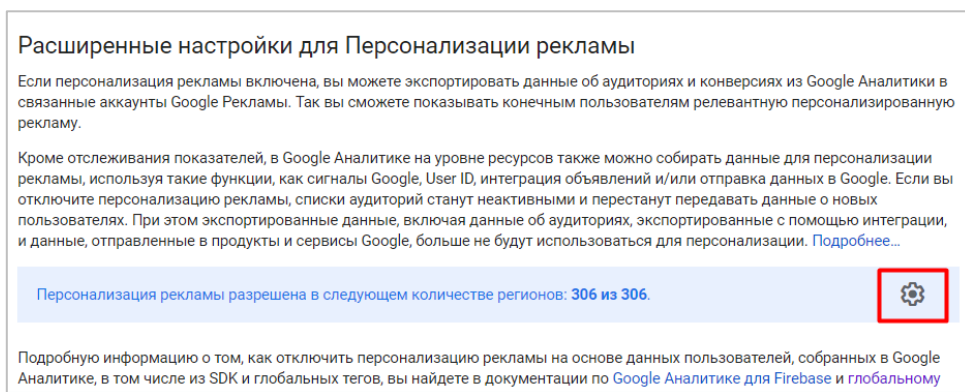 Расширенные настройки для Персонализации рекламы
Если персонализация рекламы включена, вы можете экспортировать данные об аудиториях и конверсиях из Google Аналитики в
связанные аккаунты Google Рекламы. Так вы сможете показывать конечным пользователям релевантную персонализированную
рекламу.
Кроме отслеживания показателей, в Google Аналитике на уровне ресурсов также можно собирать данные для персонализации
рекламы, используя такие функции, как сигналы Google, User ID, интеграция объявлений и/или отправка данных в Google. Если вы
отключите персонализацию рекламы, списки аудиторий станут неактивными и перестанут передавать данные о новых
пользователях. При этом экспортированные данные, включая данные об аудиториях, экспортированные с помощью интеграции,
и данные, отправленные в продукты и сервисы Google, больше не будут использоваться для персонализации. Подробнее…
Персонализация рекламы разрешена в следующем количестве регионов: 306 из 306.
Подробную информацию о том, как отключить персонализацию рекламы на основе данных пользователей, собранных в Google
Аналитике, в том числе из SDK и глобальных тегов, вы найдете в документации по Google Аналитике для Firebase и глобальному